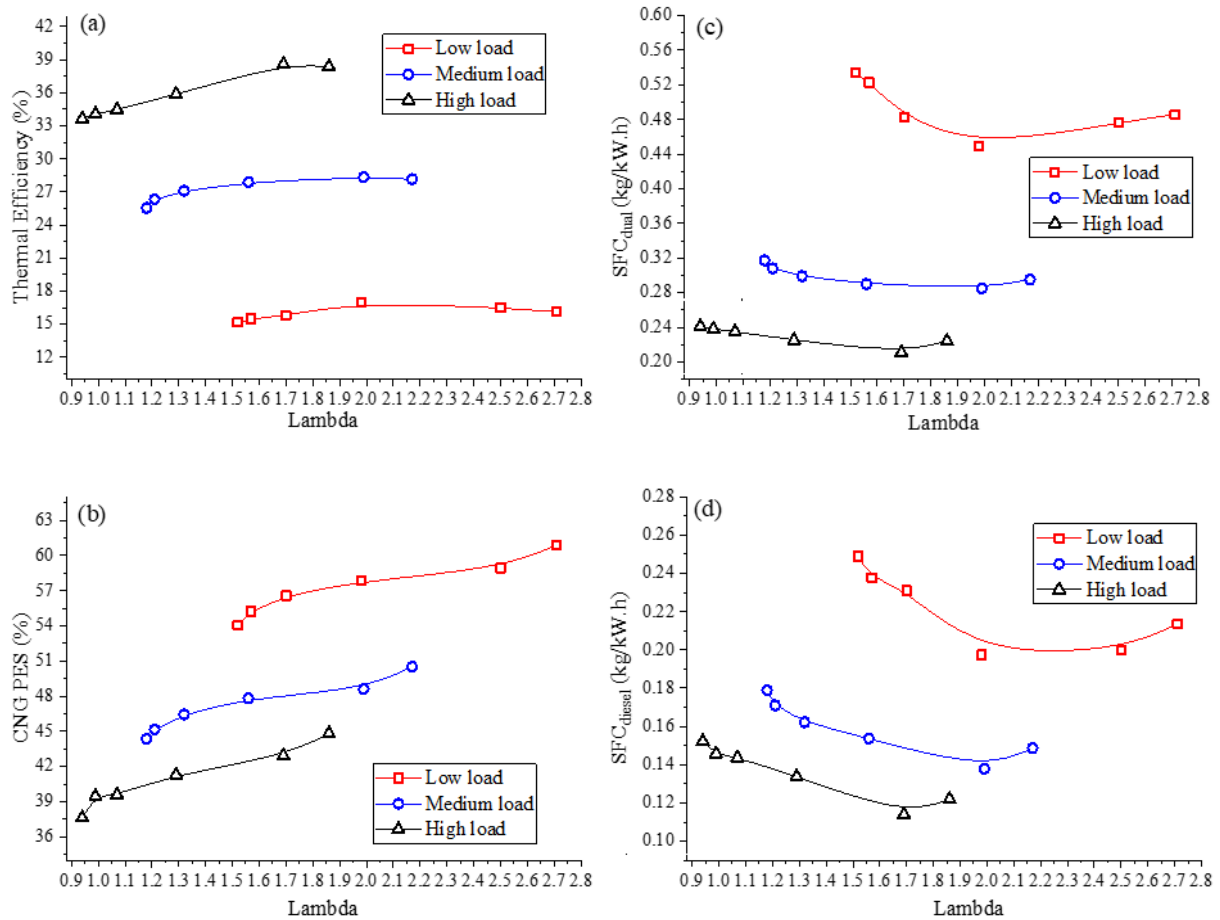 (a)
42
39
36
33
30
27
24
21
18
15
12
Thermal Efficiency (%)
Low load
Medium load
High load
0.9 1.0 1.1 1.2 1.3 1.4 1.5 1.6 1.7 1.8 1.9 2.0 2.1 2.2 2.3 2.4 2.5 2.6 2.7 2.8
Lambda
(c)
0.60
0.56
0.52
0.48
0.44
0.40
0.36
0.32
0.28
0.24
0.20
SFCdual (kg/kW.h)
Low load
Medium load
High load
0.9 1.0 1.1 1.2 1.3 1.4 1.5 1.6 1.7 1.8 1.9 2.0 2.1 2.2 2.3 2.4 2.5 2.6 2.7 2.8
Lambda
(b)
63
60
57
54
51
48
45
42
39
36
CNG PES (%)
Low load
Medium load
High load
0.9 1.0 1.1 1.2 1.3 1.4 1.5 1.6 1.7 1.8 1.9 2.0 2.1 2.2 2.3 2.4 2.5 2.6 2.7 2.8
Lambda
(d)
0.28
0.26
0.24
0.22
0.20
0.18
0.16
0.14
0.12
0.10
SFCdiesel (kg/kW.h)
Low load
Medium load
High load
0.9 1.0 1.1 1.2 1.3 1.4 1.5 1.6 1.7 1.8 1.9 2.0 2.1 2.2 2.3 2.4 2.5 2.6 2.7 2.8
Lambda